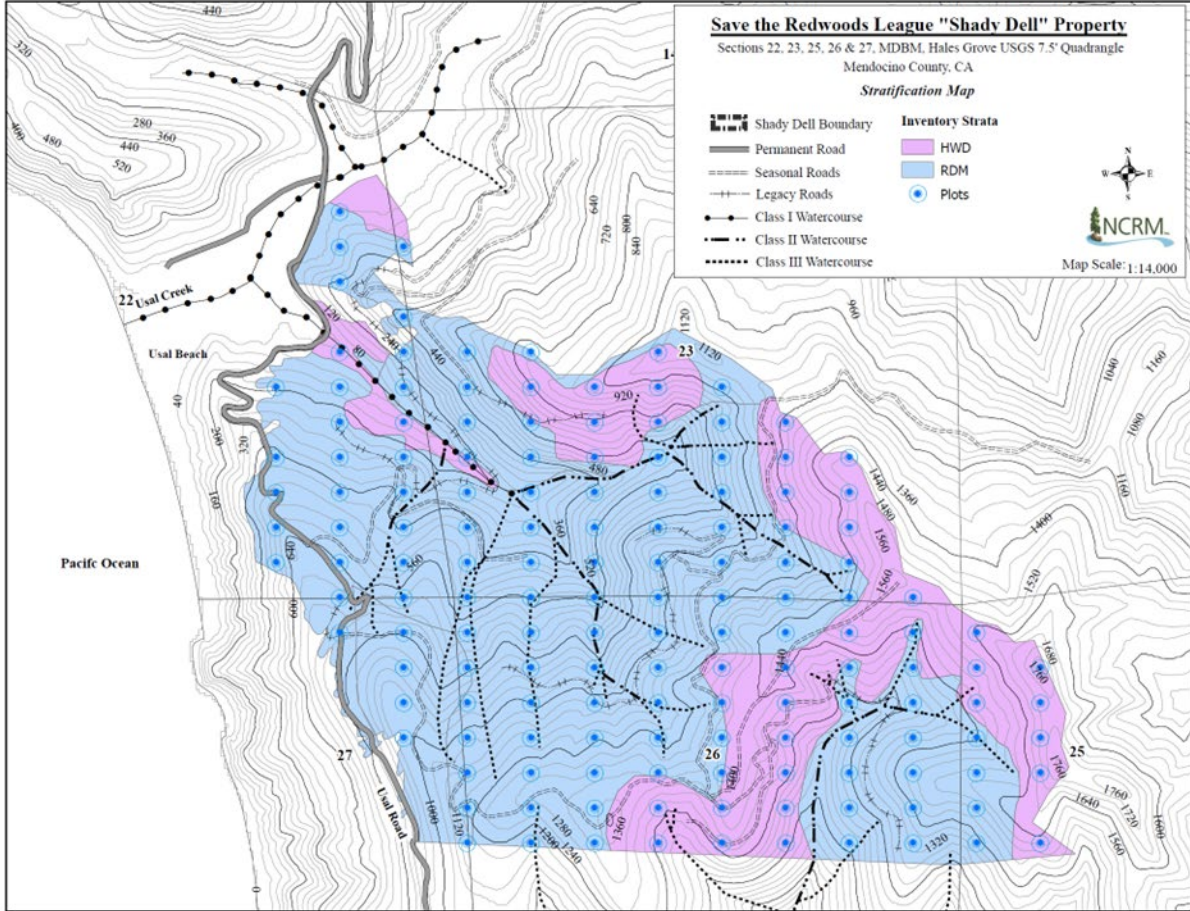 Save the Redwoods League "Shady Dell" Property
Sections 22, 23, 25, 26 & 27, MDBM, Hales Grove USGS 7.5' Quadrangle
Mendocino County, CA
Stratification Map
Shady Dell Boundary
Permanent Road
Seasonal Roads
Legacy Roads
Class I Watercourse
Class II Watercourse
Class III Watercourse
Inventory Strata
HWD
RDM
Plots
N
W E
S
NCRM
Map Scale: 1:14.000
440
320
280
360
400
480
440
520
640
720
800
840
960
1120
1120
23
1040
1160
1080
22
Usal Creek
Usal Beach
120
80
240
440
40
200
320
160
920
480
1440
1360
1480
1160
1400
1560
Pacifc Ocean
640
560
360
520
1560
1520
600
1440
1680
1760
27
26
25
1760
1760
1640
1720
1600
1560
Usal Road
1000
1120
1280
1200
1240
1360
1320
0